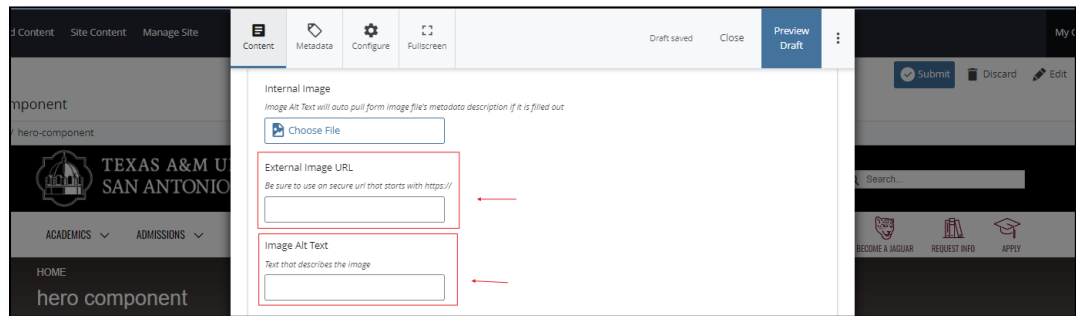 d Content Site Content Manage Site
Content Metadata Configure Fullscreen Draft saved Close Preview Draft
My
Submit Discard Edit
mponent
/ hero-component
Internal Image
Image Alt Text will auto pull form image file's metadata description if it is filled out
Choose File
External Image URL
Be sure to use an secure url that starts with https://
Image Alt Text
Text that describes the image
TEXAS A&M U
SAN ANTONIO
Search...
ACADEMICS ADMISSIONS
BECOME A JAGUAR REQUEST INFO APPLY
HOME
hero component